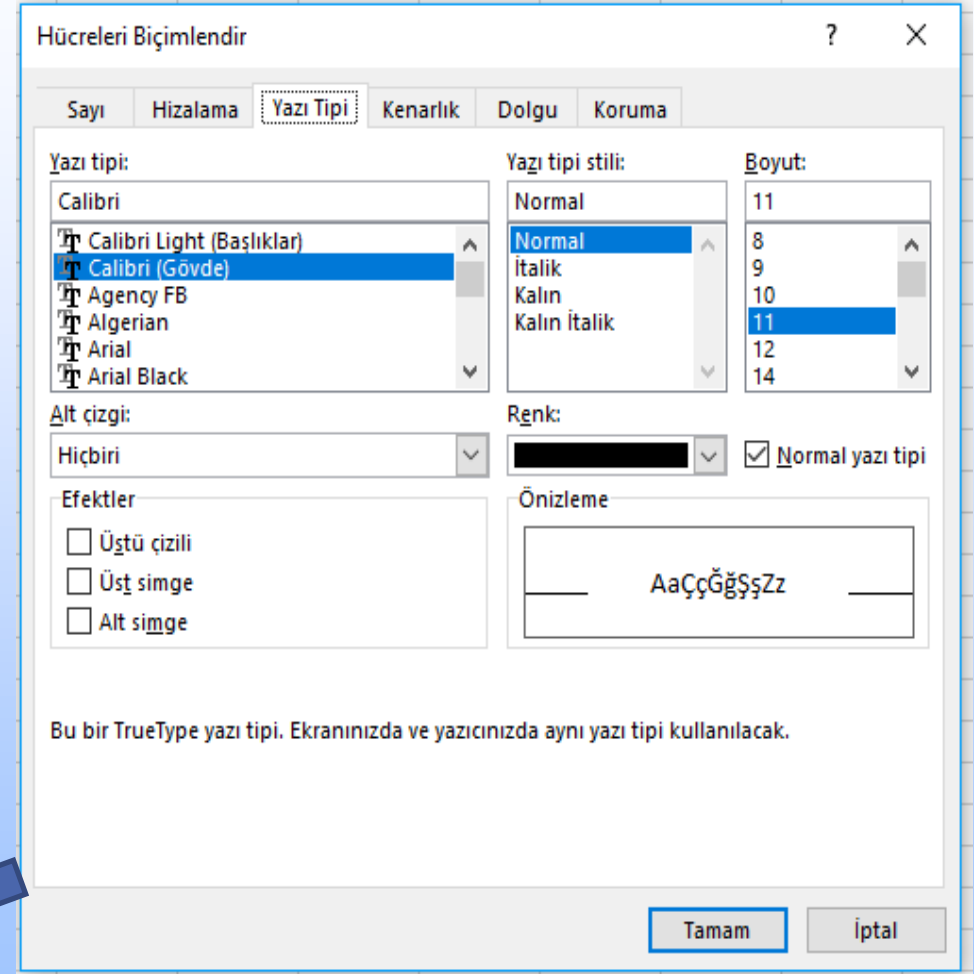 Hücreleri Biçimlendir ? ×
Sayı Hizalama Yazı Tipi Kenarlık Dolgu Koruma
Yazı tipi: Yazı tipi stili: Boyut:
Calibri Normal 11
Calibri Light (Başlıklar) Normal 8
Calibri (Gövde) İtalik 9
Agency FB Kalın 10
Algerian Kalın İtalik 11
Arial 12
Arial Black 14
Alt çizgi: Renk:
Hiçbiri Normal yazı tipi
Efektler Önizleme
Üstü çizili
Üst simge AaÇçĞğŞşZz
Alt simge
Bu bir TrueType yazı tipi. Ekranınızda ve yazıcınızda aynı yazı tipi kullanılacak.
Tamam İptal